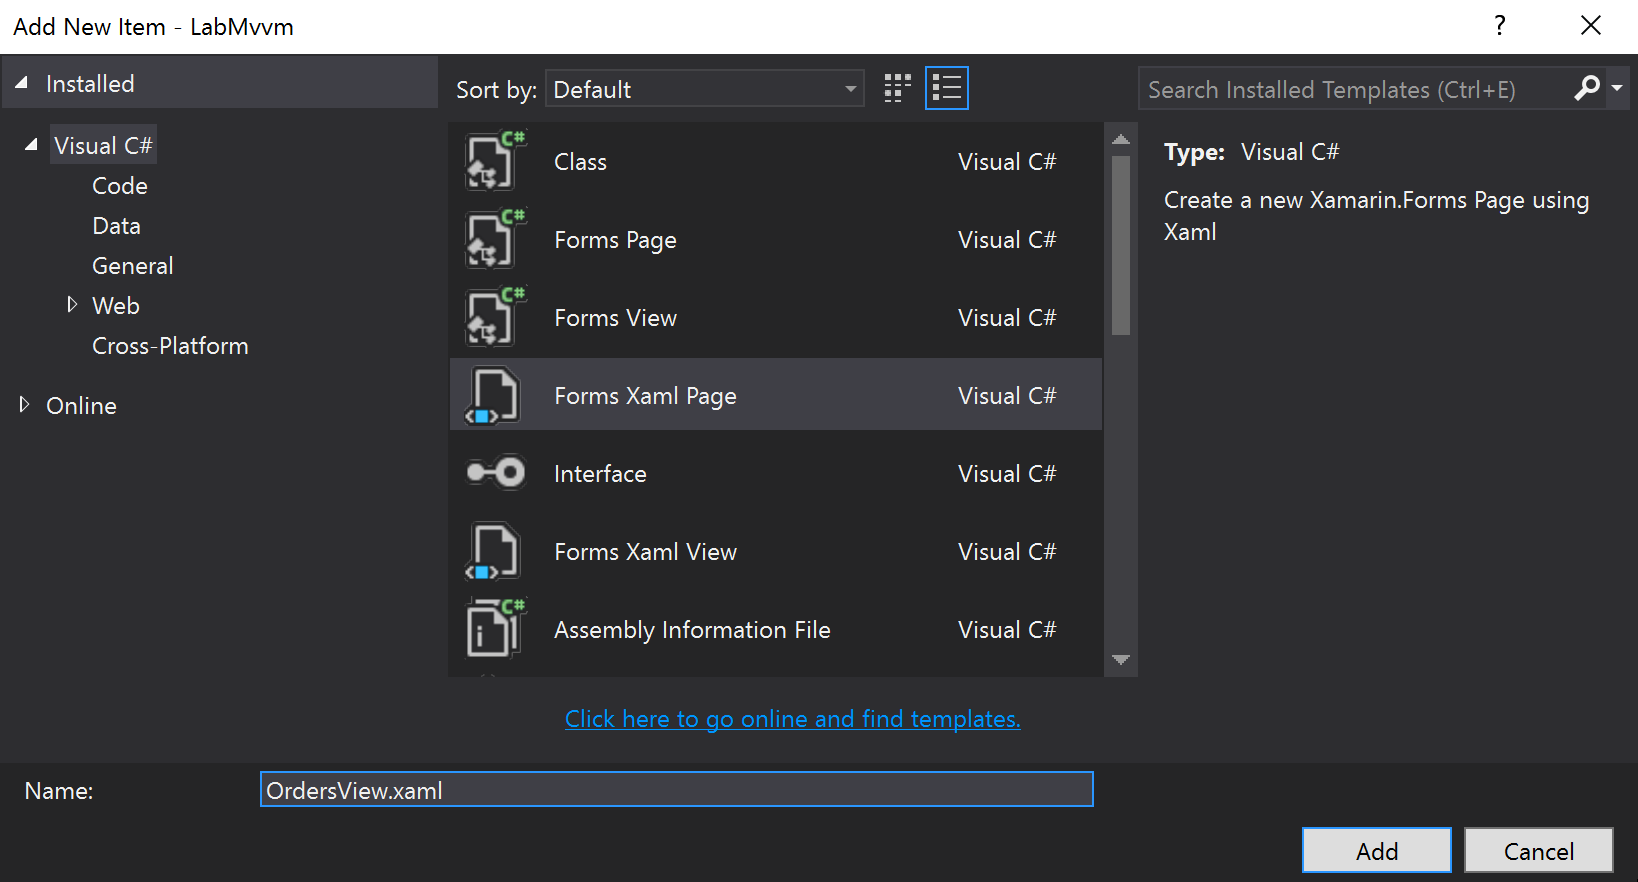 Add New Item - LabMvvm
?
Installed
Sort by: Default
Search Installed Templates (Ctrl+E)
Visual C#
Code
Data
General
Web
Cross-Platform
Online
C#
Class Visual C#
C#
Forms Page Visual C#
C#
Forms View Visual C#
Forms Xaml Page Visual C#
Interface Visual C#
Forms Xaml View Visual C#
C#
Assembly Information File Visual C#
Click here to go online and find templates.
Type: Visual C#
Create a new Xamarin.Forms Page using
Xaml
Name: OrdersView.xaml
Add Cancel